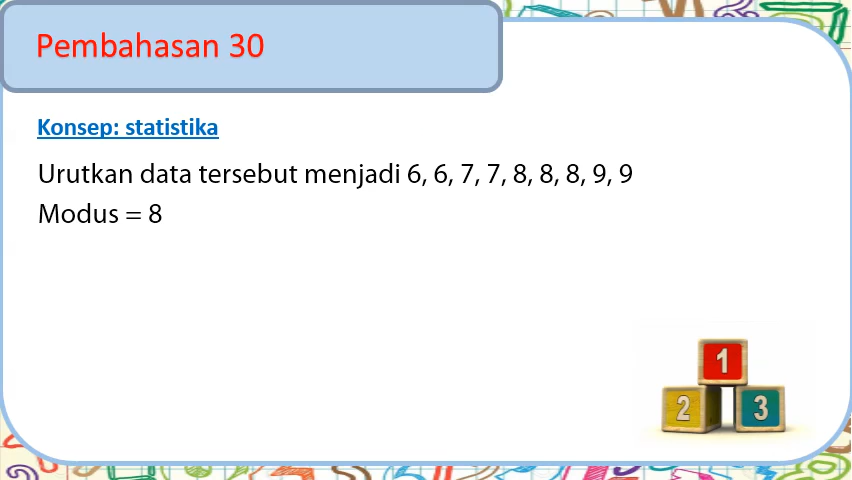 Pembahasan 30
Konsep: statistika
Urutkan data tersebut menjadi 6, 6, 7, 7, 8, 8, 8, 9, 9
Modus = 8
1
2 3